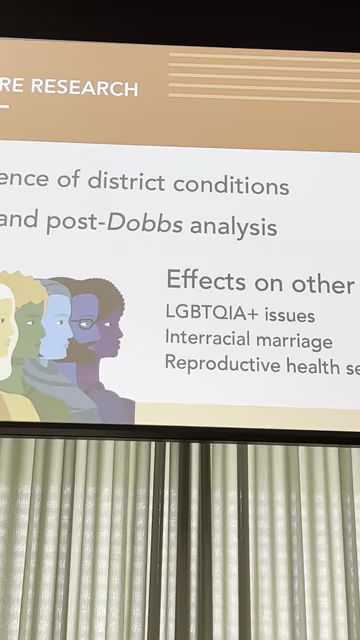 RE RESEARCH
ence of district conditions
and post-Dobbs analysis
Effects on other
LGBTQIA+ issues
Interracial marriage
Reproductive health se